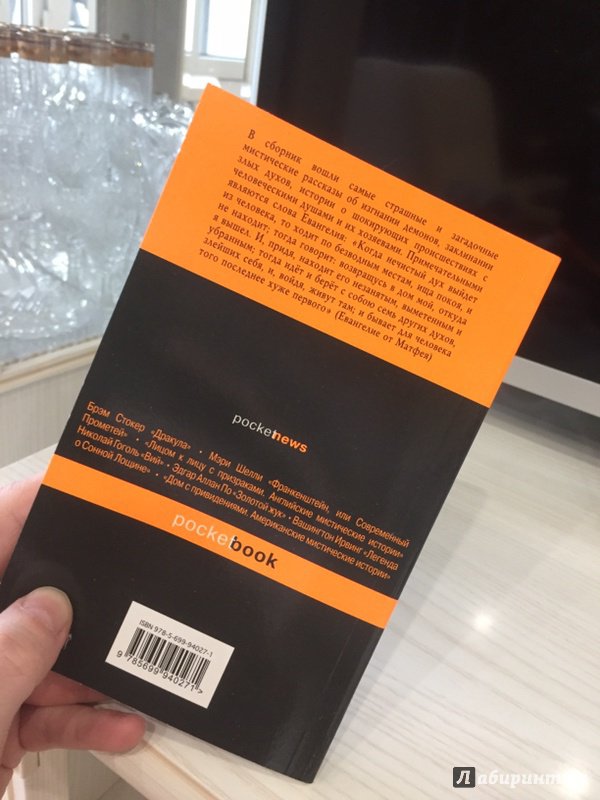 В сборник вошли самые страшные и загадочные
мистические рассказы об изгнании демонов, заклинании
злых духов, истории о шокирующих происшествиях с
человеческими душами и их хозяевами. Примечательными
являются слова Евангелия: «Когда нечистый дух выйдет
из человека, то ходит по безводным местам, ища покоя, и
не находит; тогда говорит: возвращусь в дом мой, откуда
я вышел. И, придя, находит его незанятым, выметенным и
убранным; тогда идёт и берёт с собою семь других духов,
злейших себя, и, войдя, живут там; и бывает для человека
того последнее хуже первого» (Евангелие от Матфея)
pocketnews
Брэм Стокер «Дракула» • Мэри Шелли «Франкенштейн, или Современный
Прометей» • «Лицом к лицу с призраками. Английские мистические истории»
Николай Гоголь «Вий» • Эдгар Аллан По «Золотой жук» • Вашингтон Ирвинг «Легенда
о Сонной Лощине» • «Дом с привидениями. Американские мистические истории»
pocketbook
ISBN 978-5-699-94027-1
9 785699 940271 >
Лабиринт